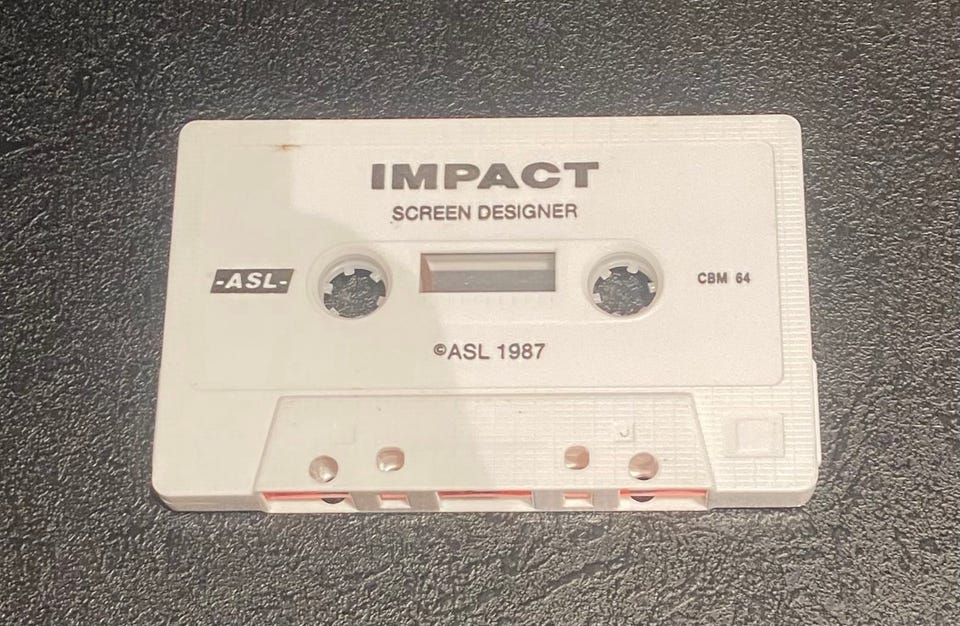 IMPACT
SCREEN DESIGNER
-ASL-
CBM 64
©ASL 1987